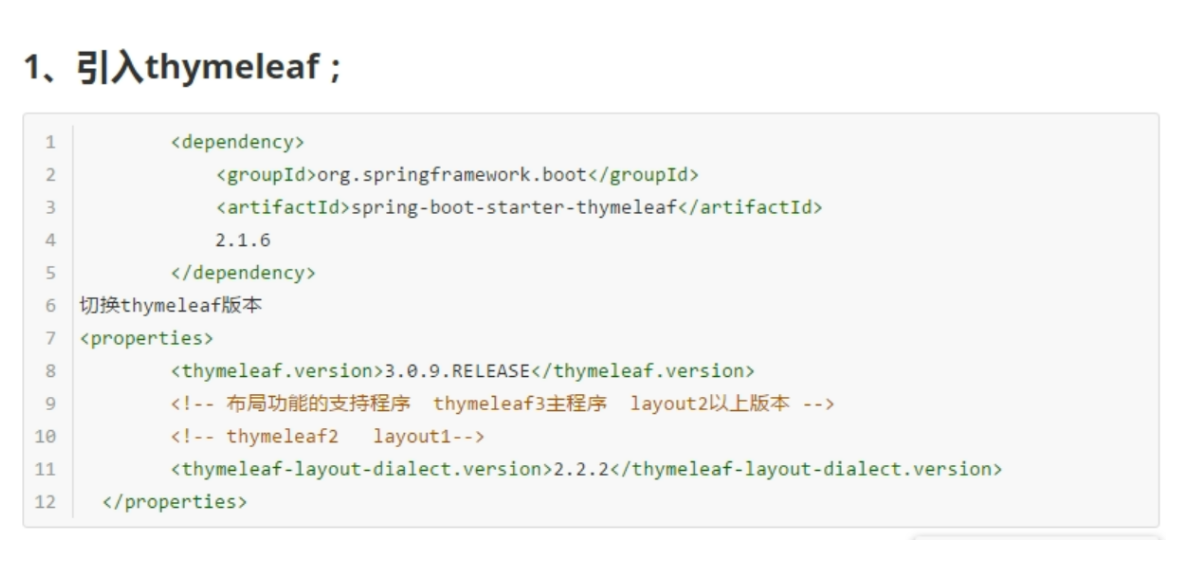 1、引入thymeleaf；
1 <dependency>
2 <groupId>org.springframework.boot</groupId>
3 <artifactId>spring-boot-starter-thymeleaf</artifactId>
4 2.1.6
5 </dependency>
6 切换thymeleaf版本
7 <properties>
8 <thymeleaf.version>3.0.9.RELEASE</thymeleaf.version>
9 <!-- 布局功能的支持程序  thymeleaf3主程序  layout2以上版本 -->
10 <!-- thymeleaf2   layout1-->
11 <thymeleaf-layout-dialect.version>2.2.2</thymeleaf-layout-dialect.version>
12 </properties>